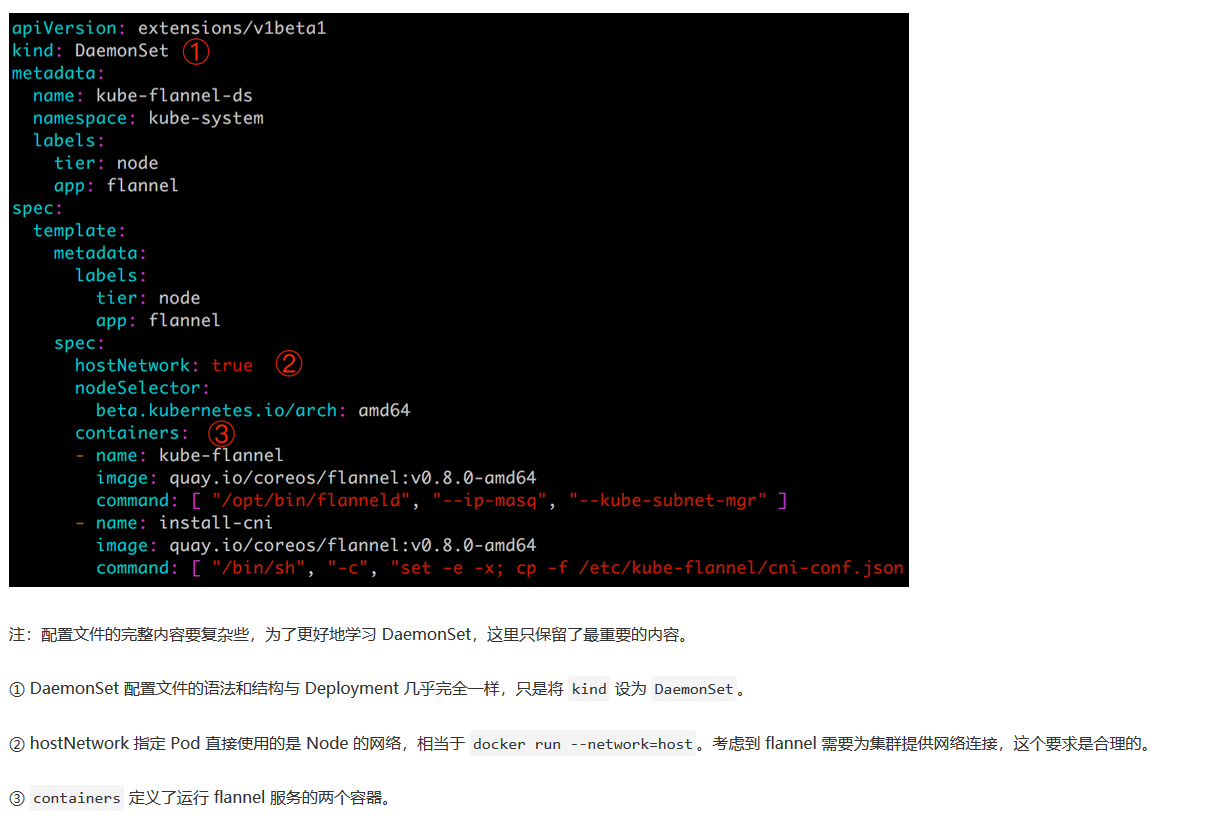 apiVersion: extensions/v1beta1
kind: DaemonSet ①
metadata:
  name: kube-flannel-ds
  namespace: kube-system
  labels:
    tier: node
    app: flannel
spec:
  template:
    metadata:
      labels:
        tier: node
        app: flannel
    spec:
      hostNetwork: true ②
      nodeSelector:
        beta.kubernetes.io/arch: amd64
      containers: ③
      - name: kube-flannel
        image: quay.io/coreos/flannel:v0.8.0-amd64
        command: [ "/opt/bin/flanneld", "--ip-masq", "--kube-subnet-mgr" ]
      - name: install-cni
        image: quay.io/coreos/flannel:v0.8.0-amd64
        command: [ "/bin/sh", "-c", "set -e -x; cp -f /etc/kube-flannel/cni-conf.json
注：配置文件的完整内容要复杂些，为了更好地学习 DaemonSet，这里只保留了最重要的内容。
① DaemonSet 配置文件的语法和结构与 Deployment 几乎完全一样，只是将 kind 设为 DaemonSet。
② hostNetwork 指定 Pod 直接使用的是 Node 的网络，相当于 docker run --network=host。考虑到 flannel 需要为集群提供网络连接，这个要求是合理的。
③ containers 定义了运行 flannel 服务的两个容器。